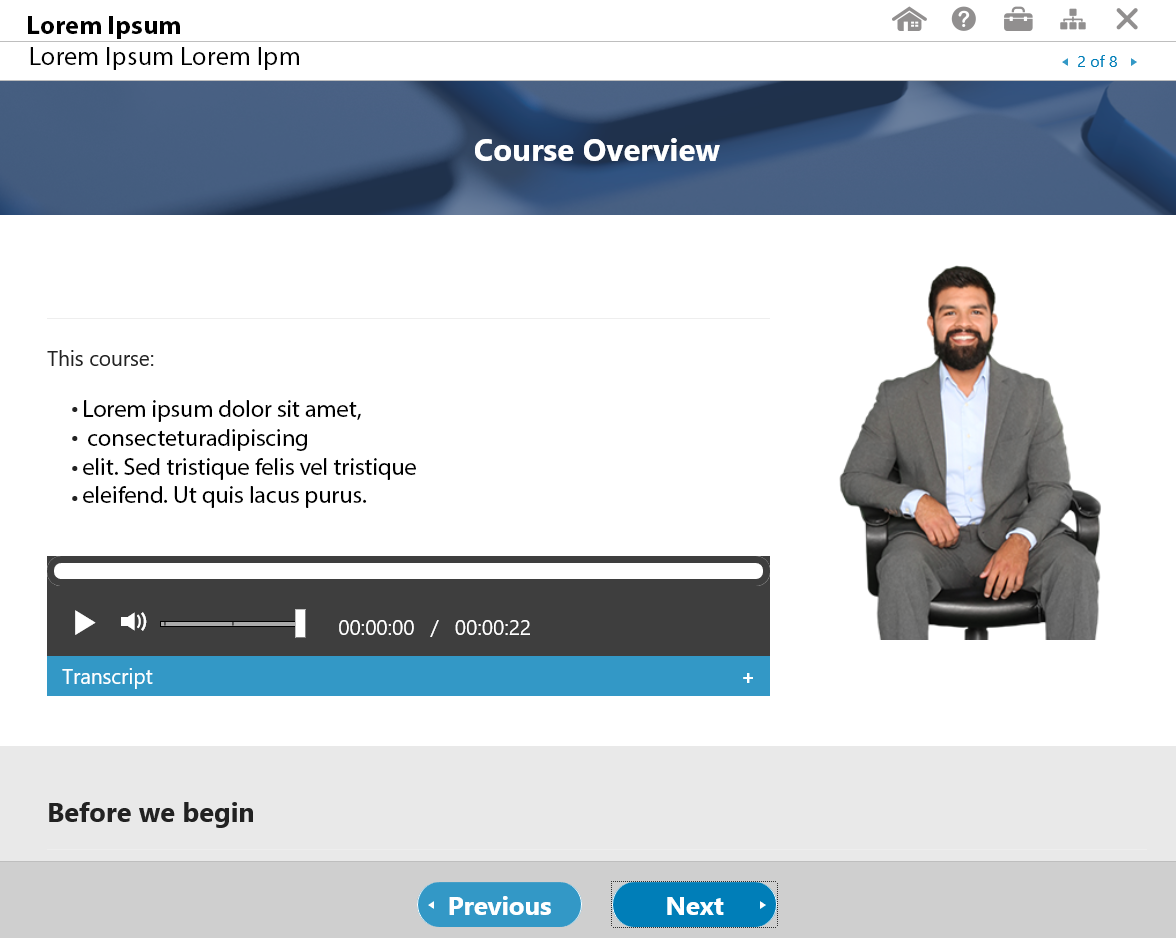 Lorem Ipsum
Lorem Ipsum Lorem Ipm
2 of 8
Course Overview
This course:
• Lorem ipsum dolor sit amet,
• consecteturadipiscing
• elit. Sed tristique felis vel tristique
• eleifend. Ut quis lacus purus.
00:00:00 / 00:00:22
Transcript +
Before we begin
Previous Next